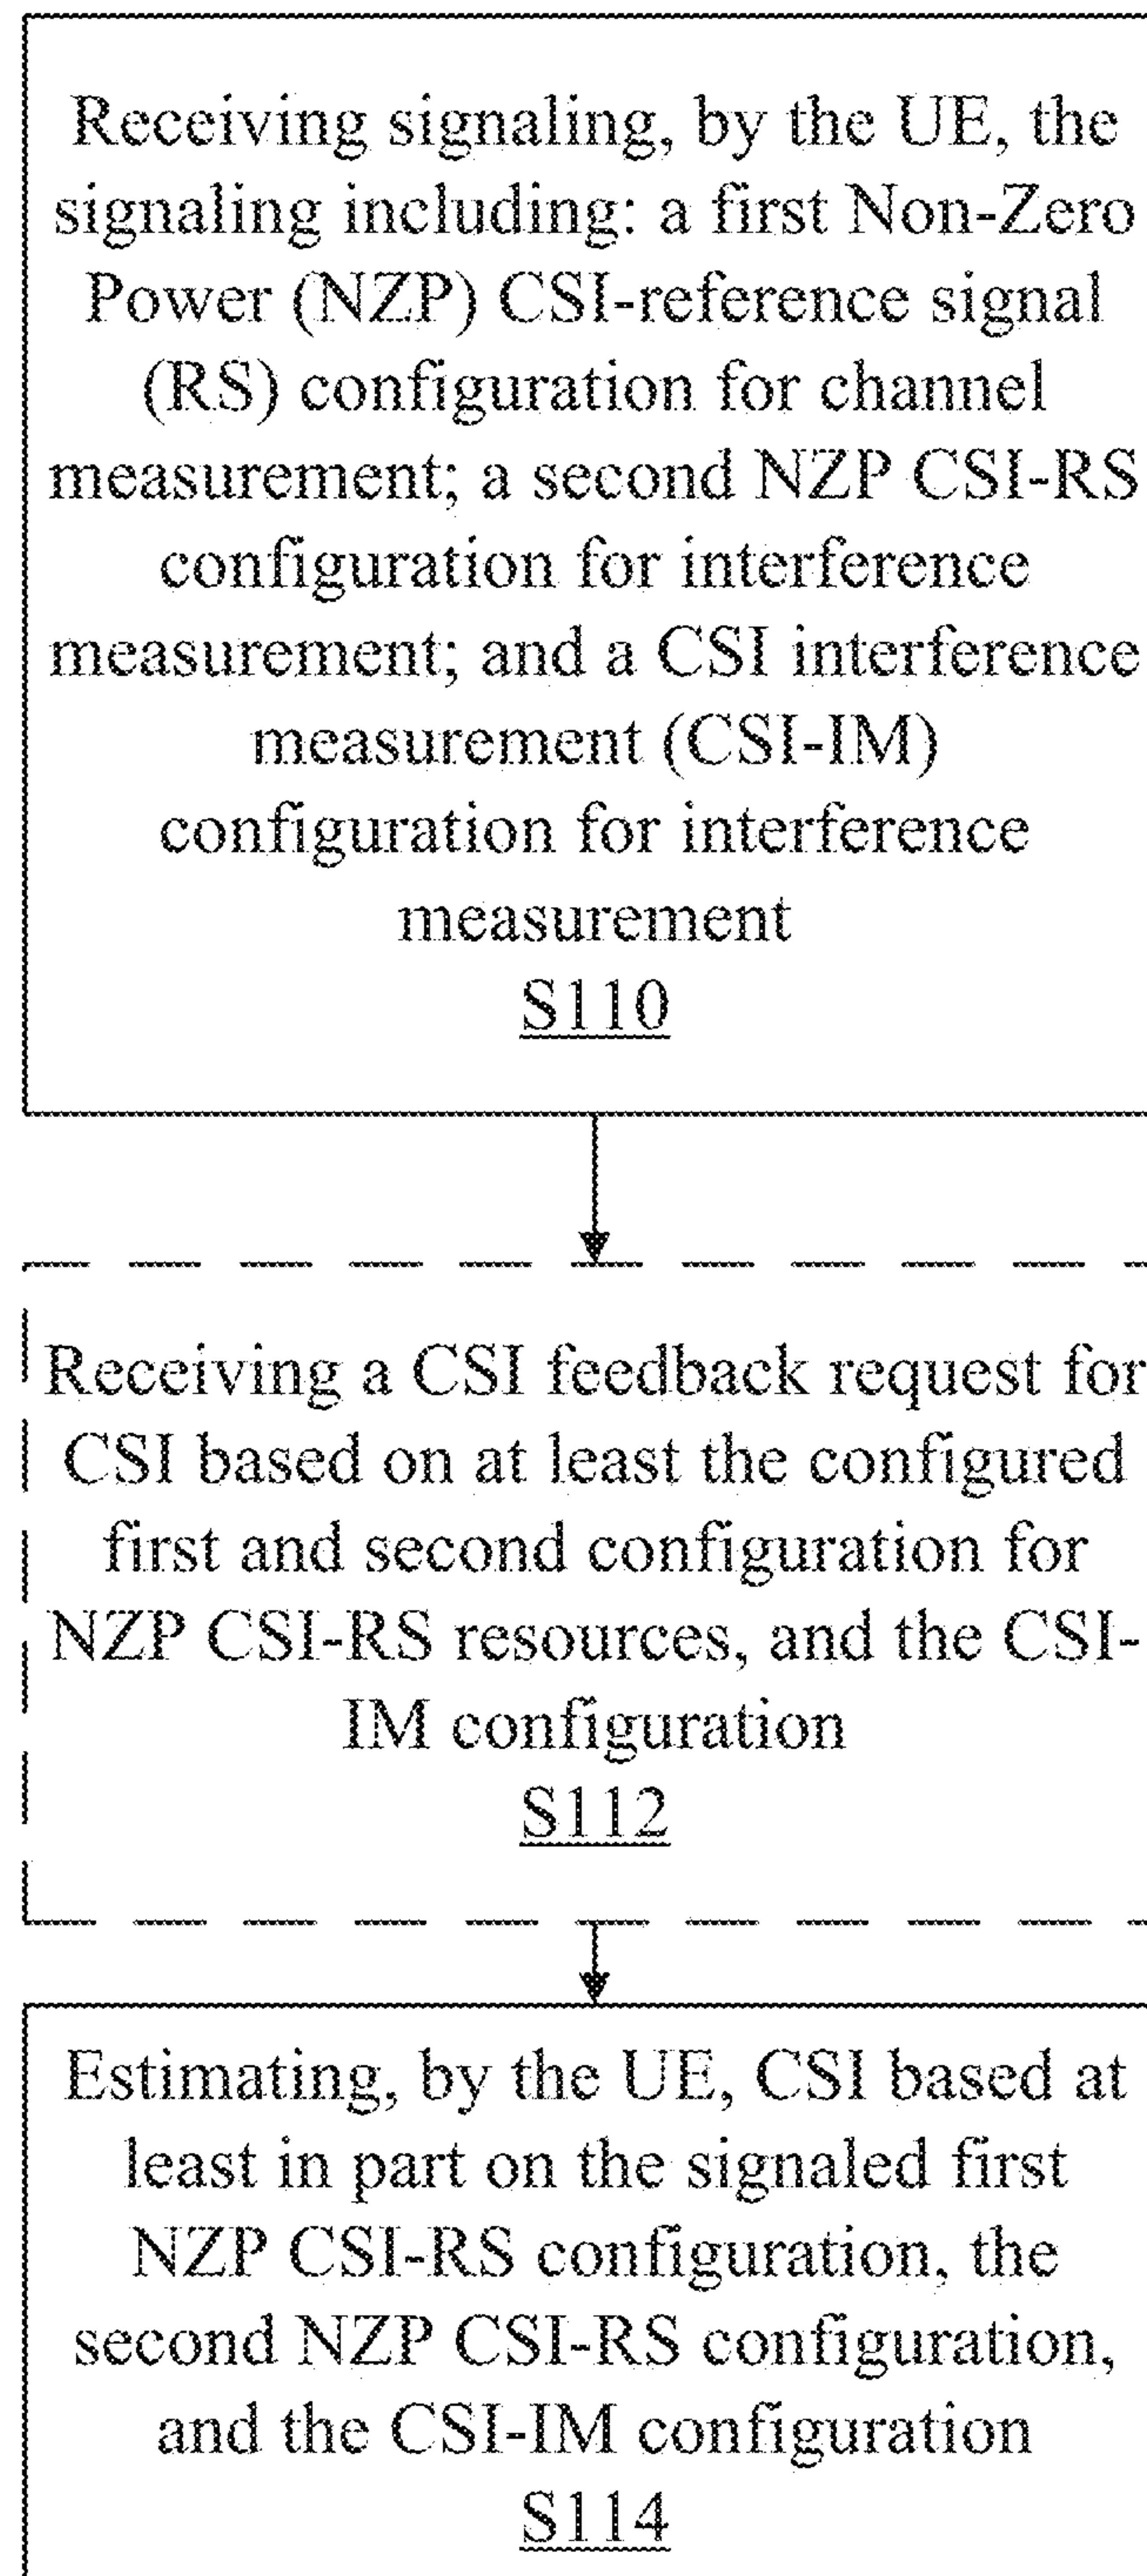 Receiving signaling, by the UE, the
signaling including: a first Non-Zero
Power (NZP) CSI-reference signal
(RS) configuration for channel
measurement; a second NZP CSI-RS
configuration for interference
measurement; and a CSI interference
measurement (CSI-IM)
configuration for interference
measurement
S110
Receiving a CSI feedback request for
CSI based on at least the configured
first and second configuration for
NZP CSI-RS resources, and the CSI-
IM configuration
S112
Estimating, by the UE, CSI based at
least in part on the signaled first
NZP CSI-RS configuration, the
second NZP CSI-RS configuration,
and the CSI-IM configuration
S114